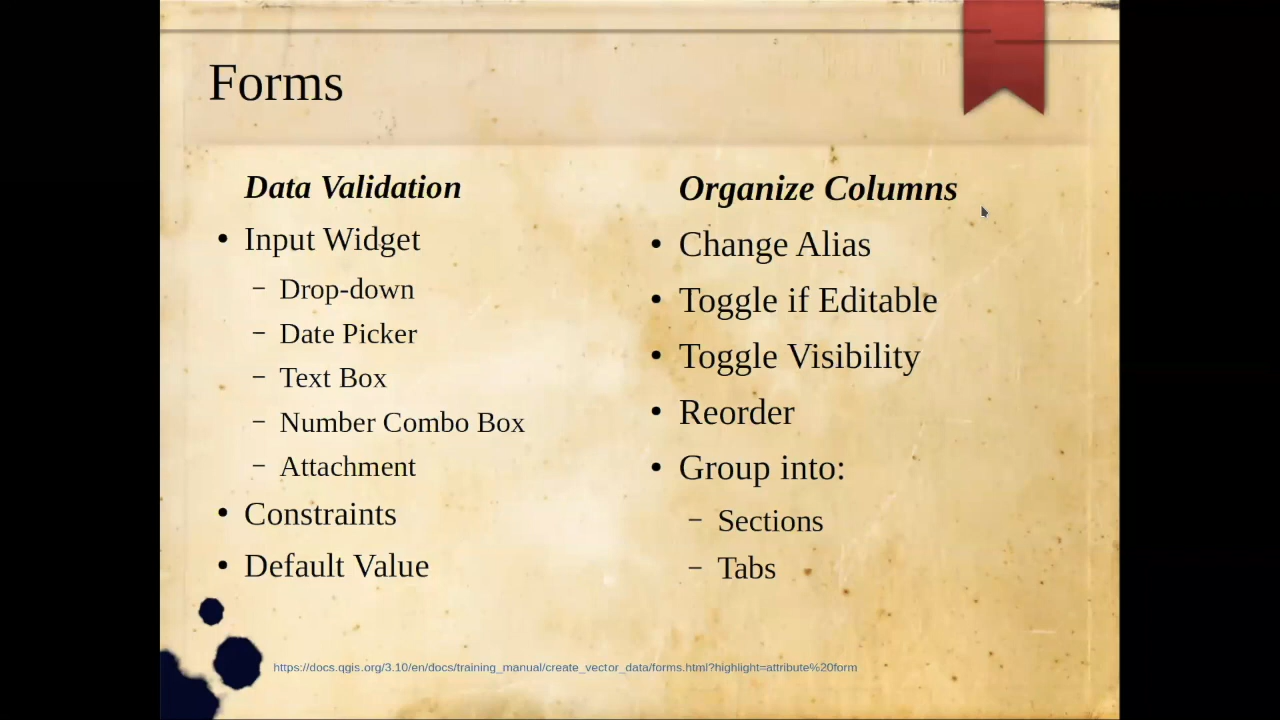 Forms
Data Validation
• Input Widget
– Drop-down
– Date Picker
– Text Box
– Number Combo Box
– Attachment
• Constraints
• Default Value
Organize Columns
• Change Alias
• Toggle if Editable
• Toggle Visibility
• Reorder
• Group into:
– Sections
– Tabs
https://docs.qgis.org/3.10/en/docs/training_manual/create_vector_data/forms.html?highlight=attribute%20form